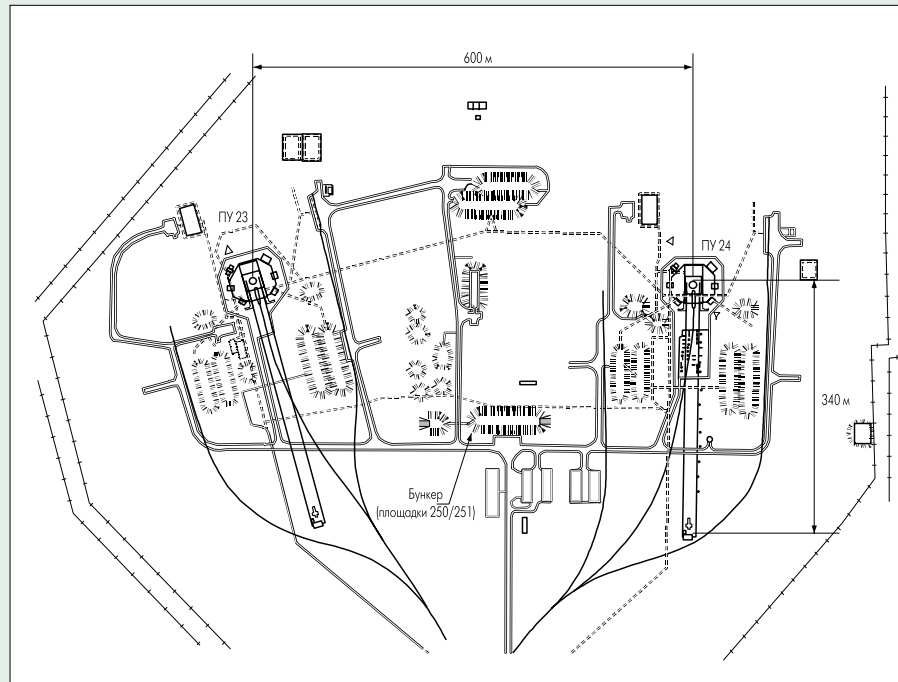 600 м
ПУ 23
ПУ 24
340 м
Бункер
(площадки 250/251)